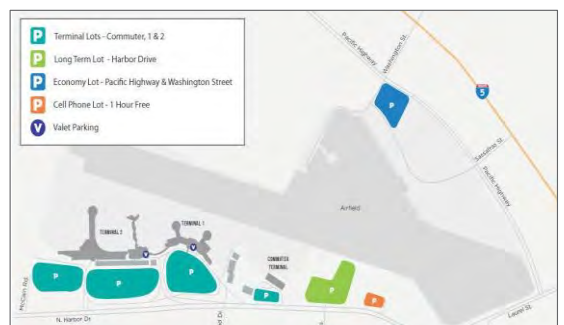 P Terminal Lots - Commuter, 1 & 2
P Long Term Lot - Harbor Drive
P Economy Lot - Pacific Highway & Washington Street
P Cell Phone Lot - 1 Hour Free
V Valet Parking
Pacific Highway
Washington St.
P
5
Sassafras St.
Pacific Highway
Airfield
TERMINAL 2
TERMINAL 1
V
V
COMMUTER
TERMINAL
McCain Rd
P
P
P
P
P
P
N. Harbor Dr.
Laurel St.